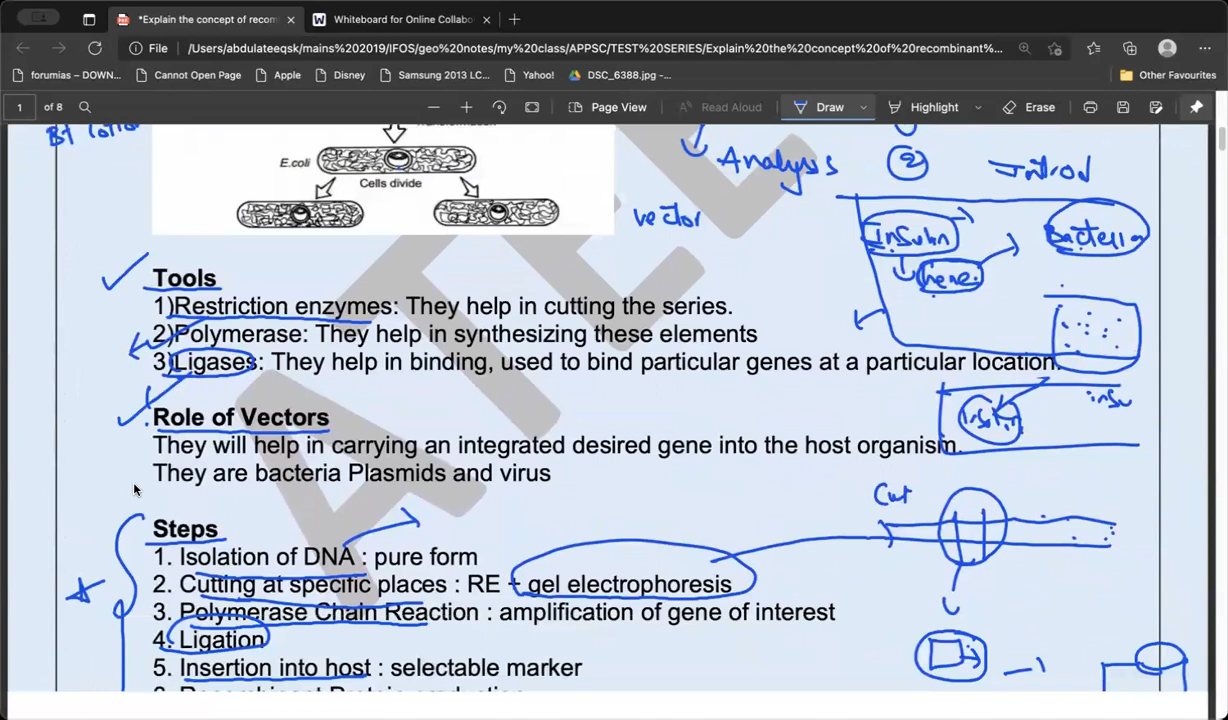 *Explain the concept of recom
Whiteboard for Online Collabo
File
/Users/abdulateeqsk/mains%202019/IFOS/geo%20notes/my%20class/APPSC/TEST%20SERIES/Explain%20the%20concept%20of%20recombinant%...
forumias — DOWN...
Cannot Open Page
Apple
Disney
Samsung 2013 LC...
Yahoo!
DSC_6388.jpg -...
Other Favourites
1 of 8
Page View
Read Aloud
Draw
Highlight
Erase
Bt
E.coli
Cells divide
Analysis
2
Introd
vector
Insulin
Bacteria
Gene
Tools
1)Restriction enzymes: They help in cutting the series.
2)Polymerase: They help in synthesizing these elements
3)Ligases: They help in binding, used to bind particular genes at a particular location.
insu
Insulin
Role of Vectors
They will help in carrying an integrated desired gene into the host organism.
They are bacteria Plasmids and virus
Cut
Steps
1. Isolation of DNA : pure form
2. Cutting at specific places : RE + gel electrophoresis
3. Polymerase Chain Reaction : amplification of gene of interest
4. Ligation
5. Insertion into host : selectable marker
ATEE